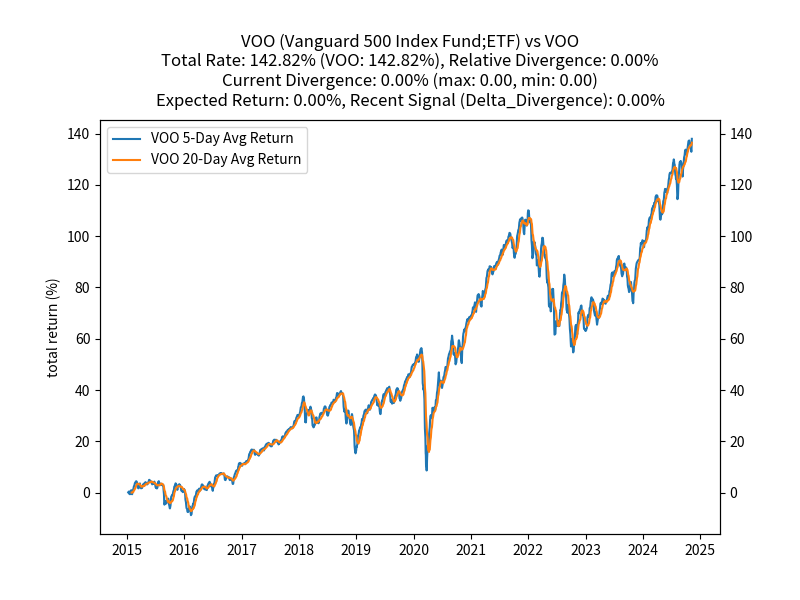 VOO (Vanguard 500 Index Fund;ETF) vs VOO
Total Rate: 142.82% (VOO: 142.82%), Relative Divergence: 0.00%
Current Divergence: 0.00% (max: 0.00, min: 0.00)
Expected Return: 0.00%, Recent Signal (Delta_Divergence): 0.00%
VOO 5-Day Avg Return
VOO 20-Day Avg Return
total return (%)
140 140
120 120
100 100
80 80
60 60
40 40
20 20
0 0
2015 2016 2017 2018 2019 2020 2021 2022 2023 2024 2025